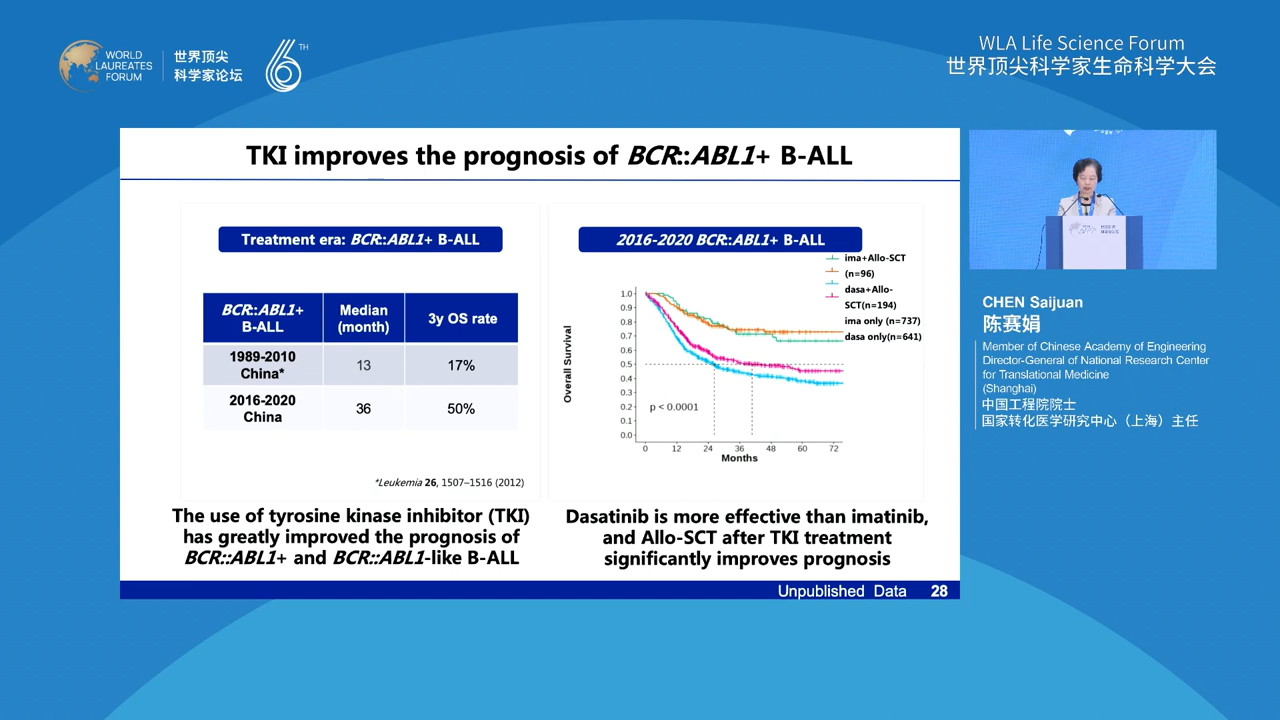 WORLD
LAUREATES
FORUM
世界顶尖
科学家论坛
6TH
WLA Life Science Forum
世界顶尖科学家生命科学大会
TKI improves the prognosis of BCR::ABL1+ B-ALL
Treatment era: BCR::ABL1+ B-ALL
BCR::ABL1+ B-ALL Median (month) 3y OS rate
1989-2010 China* 13 17%
2016-2020 China 36 50%
*Leukemia 26, 1507–1516 (2012)
The use of tyrosine kinase inhibitor (TKI)
has greatly improved the prognosis of
BCR::ABL1+ and BCR::ABL1-like B-ALL
2016-2020 BCR::ABL1+ B-ALL
ima+Allo-SCT
(n=96)
dasa+Allo-
SCT(n=194)
ima only (n=737)
dasa only(n=641)
Overall Survival
1.0
0.9
0.8
0.7
0.6
0.5
0.4
0.3
0.2
0.1
0.0
p < 0.0001
0 12 24 36 48 60 72
Months
Dasatinib is more effective than imatinib,
and Allo-SCT after TKI treatment
significantly improves prognosis
Unpublished Data 28
CHEN Saijuan
陈赛娟
Member of Chinese Academy of Engineering
Director-General of National Research Center
for Translational Medicine
(Shanghai)
中国工程院院士
国家转化医学研究中心（上海）主任